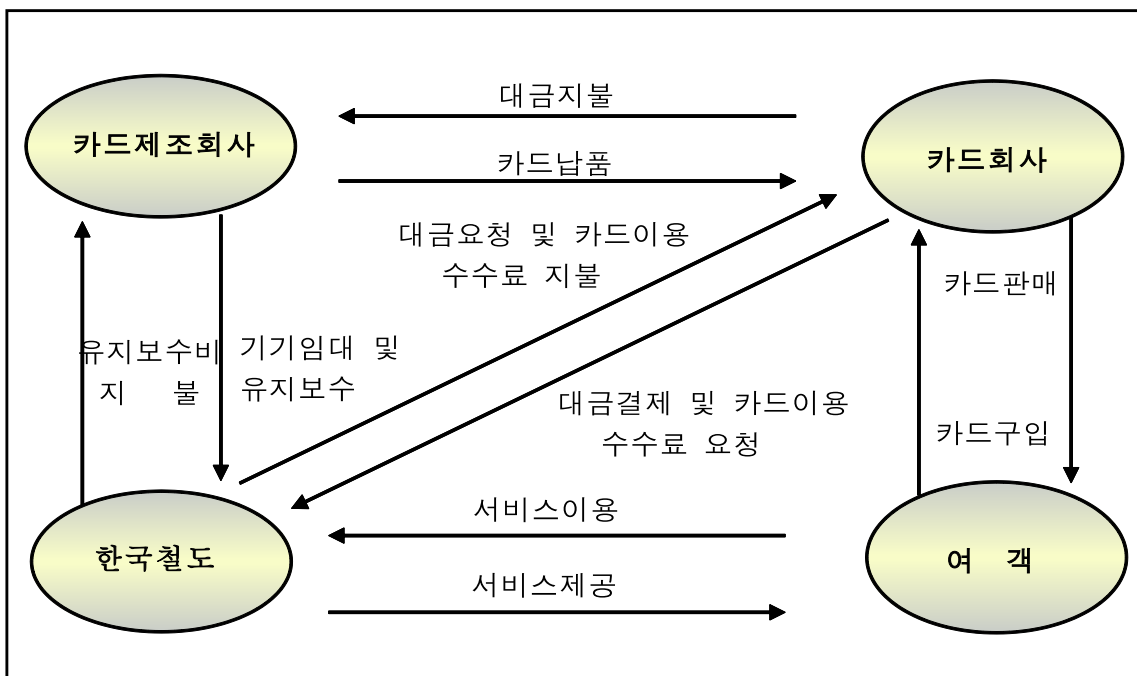 대금지불
카드제조회사
카드회사
카드납품
대금요청 및 카드이용
수수료 지불
카드판매
유지보수비
지 불
기기임대 및
유지보수
대금결제 및 카드이용
수수료 요청
카드구입
서비스이용
한국철도
여 객
서비스제공